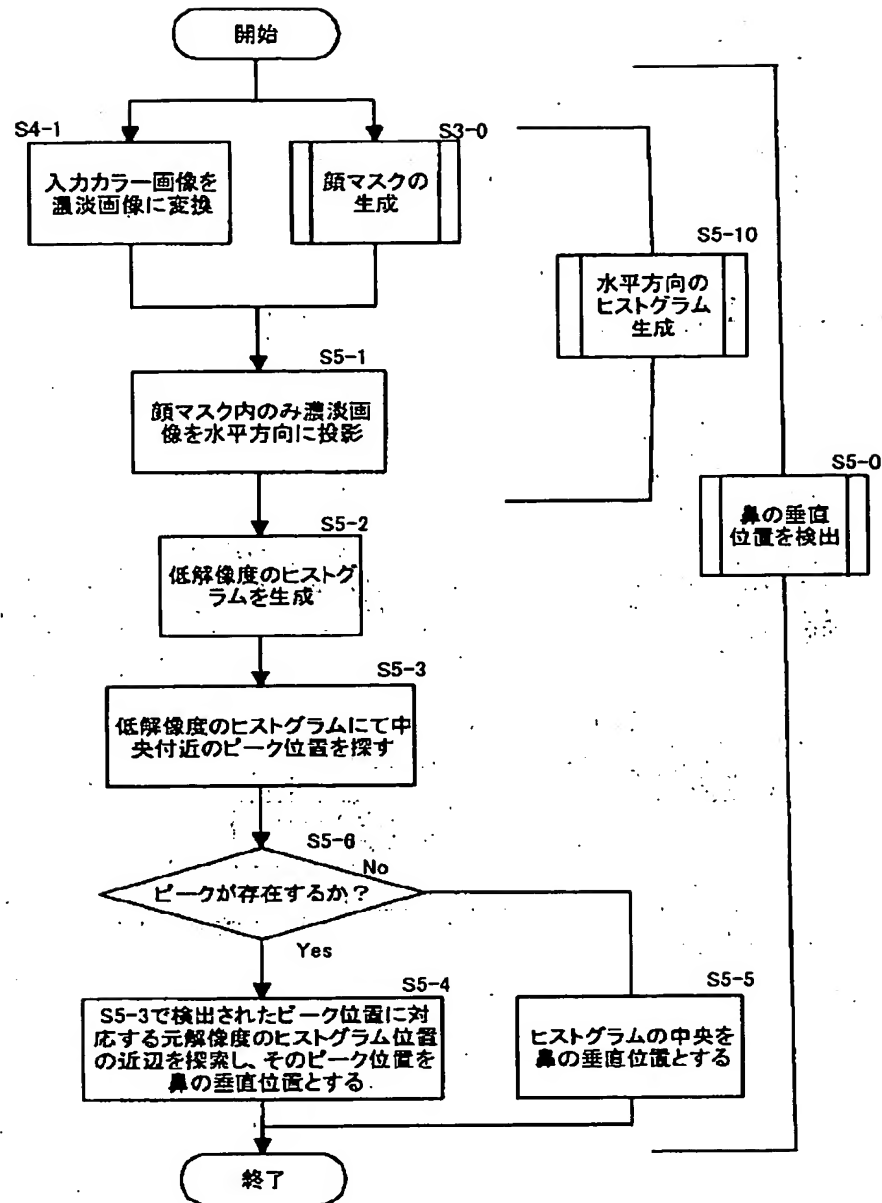 開始
S4-1
入力カラー画像を
濃淡画像に変換
S3-0
顔マスクの
生成
S5-10
水平方向の
ヒストグラム
生成
S5-1
顔マスク内のみ濃淡画
像を水平方向に投影
S5-0
鼻の垂直
位置を検出
S5-2
低解像度のヒストグ
ラムを生成
S5-3
低解像度のヒストグラムにて中
央付近のピーク位置を探す
S5-6
ピークが存在するか？
No
Yes
S5-4
S5-3で検出されたピーク位置に対
応する元解像度のヒストグラム位置
の近辺を探索し、そのピーク位置を
鼻の垂直位置とする
S5-5
ヒストグラムの中央を
鼻の垂直位置とする
終了